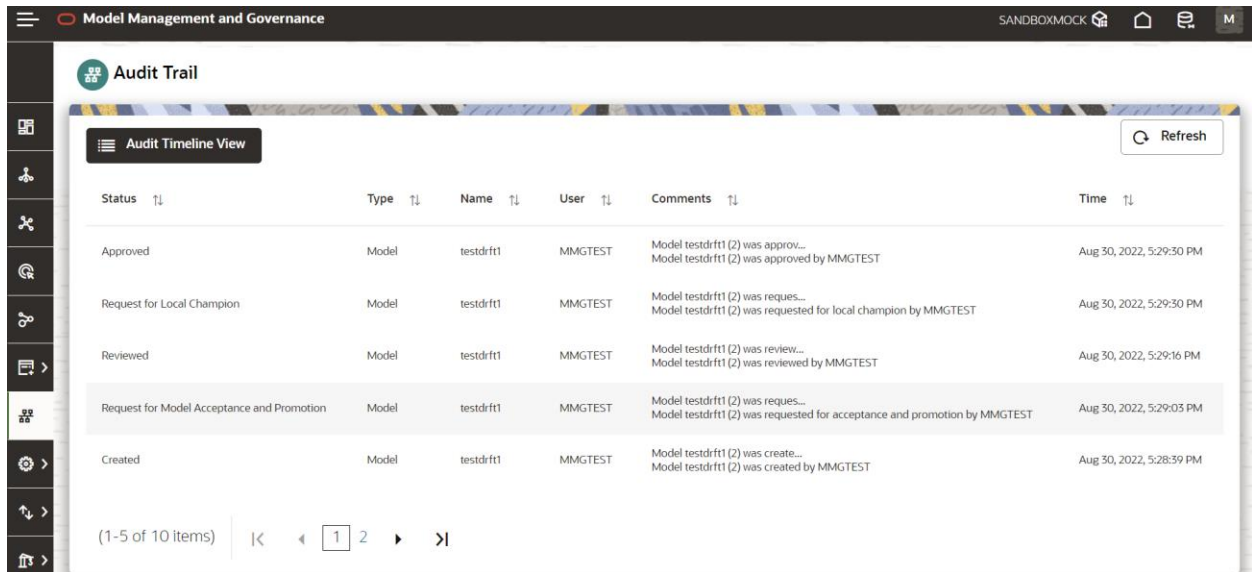 Model Management and Governance
SANDBOXMOCK
M
Audit Trail
Audit Timeline View
Refresh
Status Type Name User Comments Time
Approved Model testdrft1 MMGTEST Model testdrft1 (2) was approv... Aug 30, 2022, 5:29:30 PM
Model testdrft1 (2) was approved by MMGTEST
Request for Local Champion Model testdrft1 MMGTEST Model testdrft1 (2) was reques... Aug 30, 2022, 5:29:30 PM
Model testdrft1 (2) was requested for local champion by MMGTEST
Reviewed Model testdrft1 MMGTEST Model testdrft1 (2) was review... Aug 30, 2022, 5:29:16 PM
Model testdrft1 (2) was reviewed by MMGTEST
Request for Model Acceptance and Promotion Model testdrft1 MMGTEST Model testdrft1 (2) was reques... Aug 30, 2022, 5:29:03 PM
Model testdrft1 (2) was requested for acceptance and promotion by MMGTEST
Created Model testdrft1 MMGTEST Model testdrft1 (2) was create... Aug 30, 2022, 5:28:39 PM
Model testdrft1 (2) was created by MMGTEST
(1-5 of 10 items) 1 2